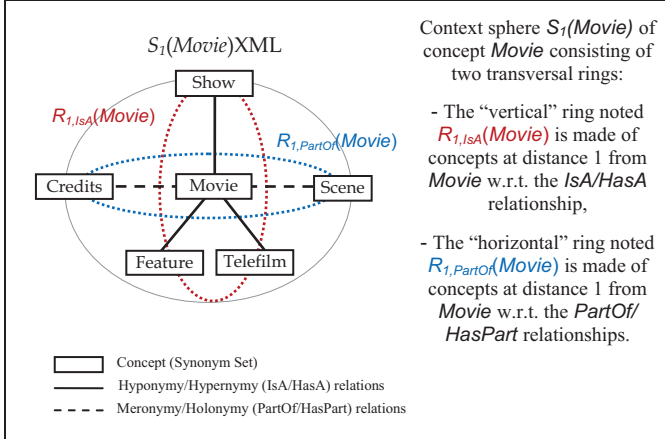 S1(Movie)XML
Show
R1,IsA(Movie)
R1,PartOf(Movie)
Credits
Movie
Scene
Feature
Telefilm
Concept (Synonym Set)
Hyponymy/Hypernymy (IsA/HasA) relations
Meronymy/Holonymy (PartOf/HasPart) relations
Context sphere S1(Movie) of
concept Movie consisting of
two transversal rings:
- The “vertical” ring noted
R1,IsA(Movie) is made of
concepts at distance 1 from
Movie w.r.t. the IsA/HasA
relationship,
- The “horizontal” ring noted
R1,PartOf(Movie) is made of
concepts at distance 1 from
Movie w.r.t. the PartOf/
HasPart relationships.